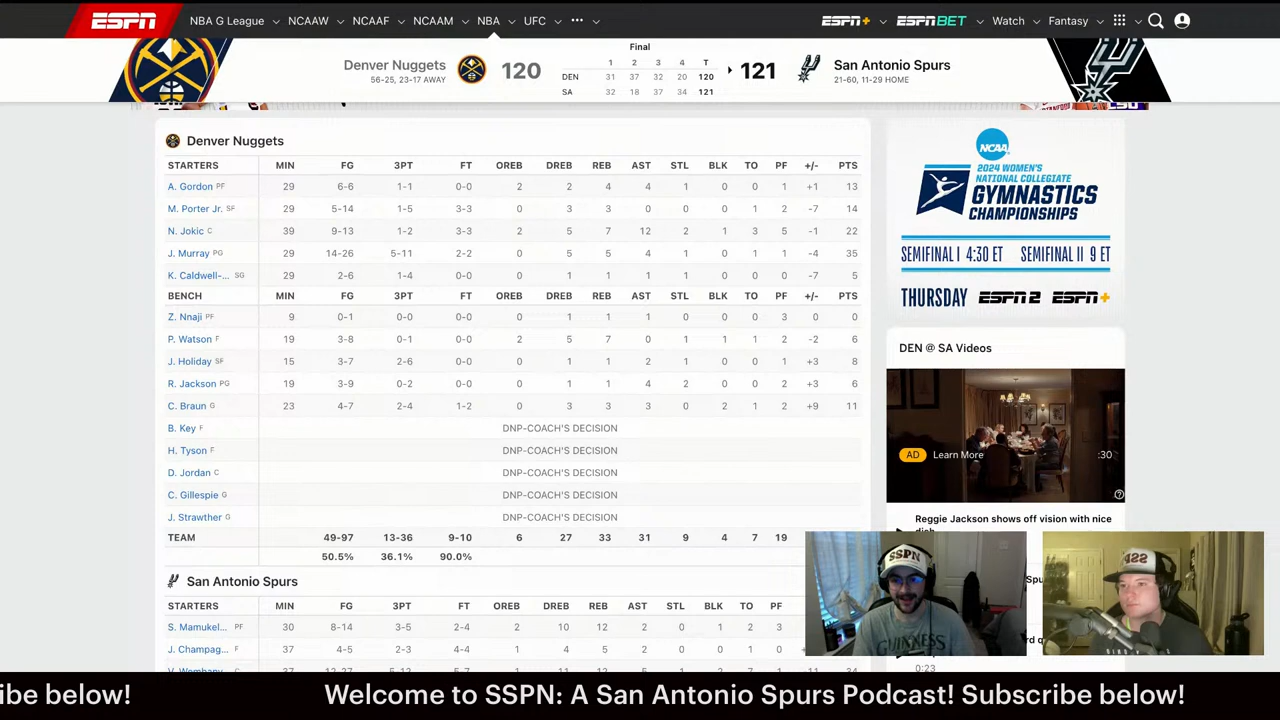 ESPN NBA G League NCAAW NCAAF NCAAM NBA UFC ••• ESPN+ ESPN BET Watch Fantasy
Final
Denver Nuggets 120 121 San Antonio Spurs
56-25, 23-17 AWAY 21-60, 11-29 HOME
1 2 3 4 T
DEN 31 37 32 20 120
SA 32 18 37 34 121
Denver Nuggets
STARTERS MIN FG 3PT FT OREB DREB REB AST STL BLK TO PF +/- PTS
A. Gordon PF 29 6-6 1-1 0-0 2 2 4 4 1 0 0 1 +1 13
M. Porter Jr. SF 29 5-14 1-5 3-3 0 3 3 0 0 0 1 2 -7 14
N. Jokic C 39 9-13 1-2 3-3 2 5 7 12 2 1 3 5 -1 22
J. Murray PG 29 14-26 5-11 2-2 0 5 5 4 1 0 1 1 -4 35
K. Caldwell-... SG 29 2-6 1-4 0-0 0 1 1 1 1 0 0 0 -7 5
BENCH MIN FG 3PT FT OREB DREB REB AST STL BLK TO PF +/- PTS
Z. Nnaji PF 9 0-1 0-0 0-0 0 1 1 1 0 0 0 3 0 0
P. Watson F 19 3-8 0-1 0-0 2 5 7 0 1 1 1 2 -2 6
J. Holiday SF 15 3-7 2-6 0-0 0 1 1 2 1 0 0 1 +3 8
R. Jackson PG 19 3-9 0-2 0-0 0 1 1 4 2 0 0 2 +3 6
C. Braun G 23 4-7 2-4 1-2 0 3 3 3 0 2 1 2 +9 11
B. Key F DNP-COACH'S DECISION
H. Tyson F DNP-COACH'S DECISION
D. Jordan C DNP-COACH'S DECISION
C. Gillespie G DNP-COACH'S DECISION
J. Strawther G DNP-COACH'S DECISION
TEAM 49-97 13-36 9-10 6 27 33 31 9 4 7 19
50.5% 36.1% 90.0%
San Antonio Spurs
STARTERS MIN FG 3PT FT OREB DREB REB AST STL BLK TO PF
S. Mamukel... PF 30 8-14 3-5 2-4 2 10 12 2 0 1 2 3
J. Champag... F 37 4-5 2-3 4-4 1 4 5 2 0 0 1 0
NCAA
2024 WOMEN'S
NATIONAL COLLEGIATE
GYMNASTICS
CHAMPIONSHIPS
SEMIFINAL I 4:30 ET SEMIFINAL II 9 ET
THURSDAY ESPN2 ESPN+
DEN @ SA Videos
AD Learn More :30
Reggie Jackson shows off vision with nice
0:23
SSPN
GUINNESS
ibe below! Welcome to SSPN: A San Antonio Spurs Podcast! Subscribe below!